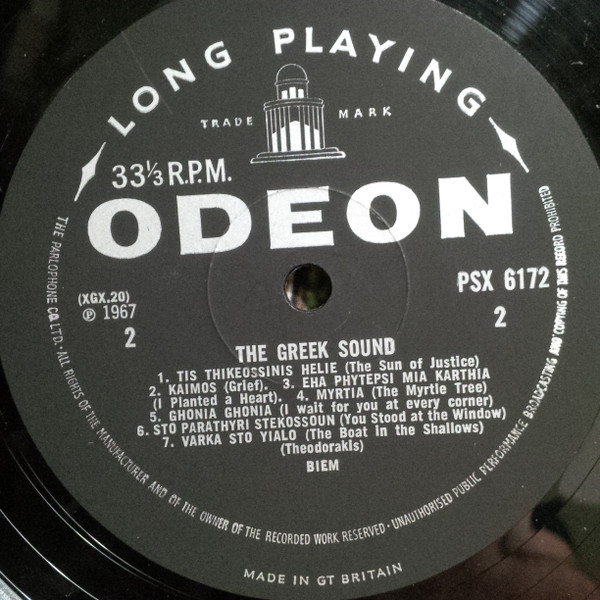 LONG PLAYING
TRADE MARK
33⅓ R.P.M.
ODEON
(XGX.20)
℗ 1967
2
PSX 6172
2
THE GREEK SOUND
1. TIS THIKEOSSINIS HELIE (The Sun of Justice)
2. KAIMOS (Grief). 3. EHA PHYTEPSI MIA KARTHIA
(I Planted a Heart). 4. MYRTIA (The Myrtle Tree)
5. GHONIA GHONIA (I wait for you at every corner)
6. STO PARATHYRI STEKOSSOUN (You Stood at the Window)
7. VARKA STO YIALO (The Boat in the Shallows)
(Theodorakis)
BIEM
THE PARLOPHONE CO. LTD. · ALL RIGHTS OF THE MANUFACTURER AND OF THE OWNER OF THE RECORDED WORK RESERVED · UNAUTHORISED PUBLIC PERFORMANCE BROADCASTING AND COPYING OF THIS RECORD PROHIBITED
MADE IN GT BRITAIN